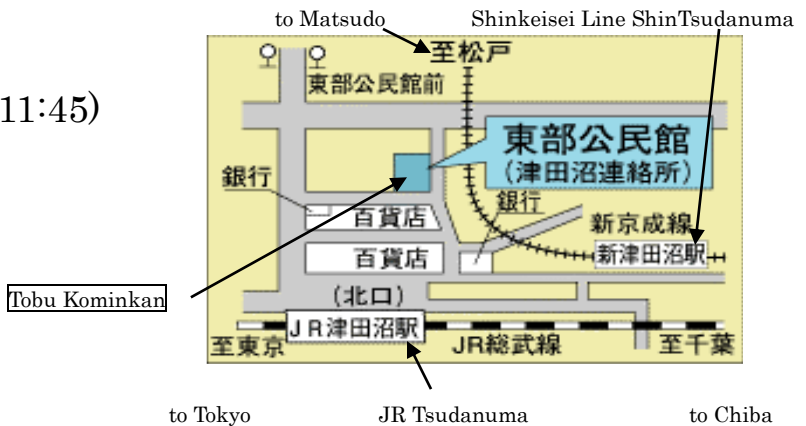 to Matsudo
Shinkeisei Line ShinTsudanuma
至松戸
東部公民館前
11:45)
東部公民館
(津田沼連絡所)
銀行
銀行
百貨店
新京成線
百貨店
新津田沼駅
Tobu Kominkan
(北口)
JR津田沼駅
至東京
JR総武線
至千葉
to Tokyo
JR Tsudanuma
to Chiba